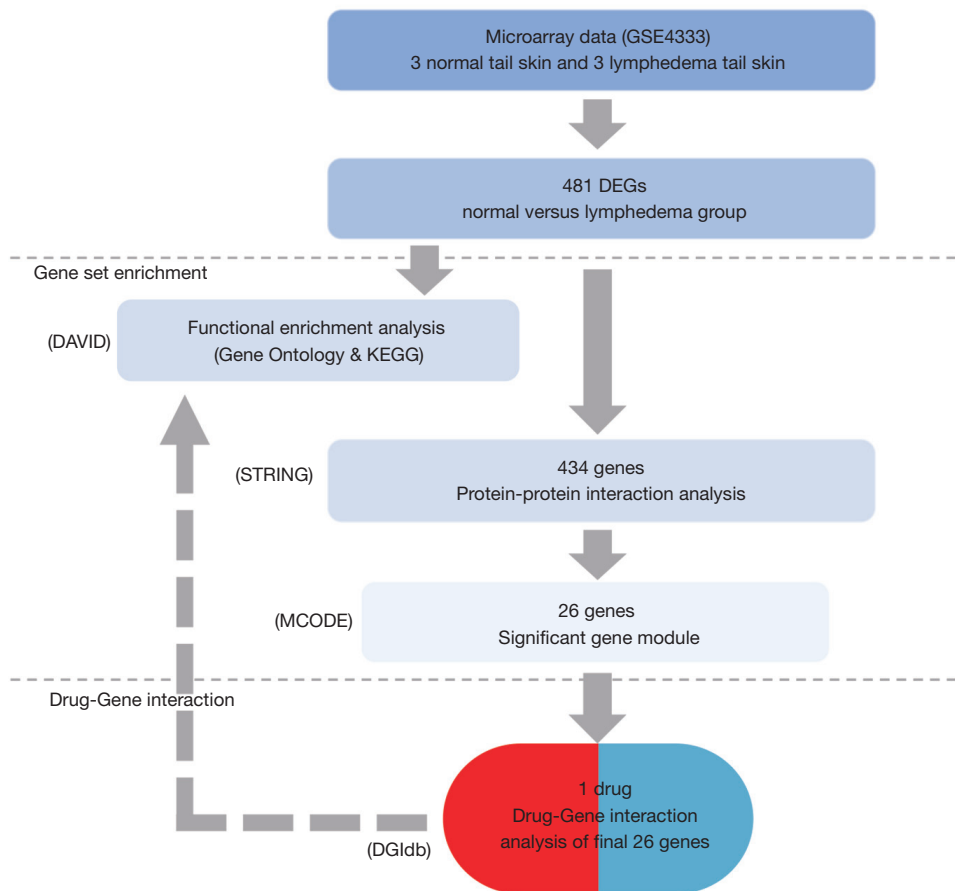 Microarray data (GSE4333)
3 normal tail skin and 3 lymphedema tail skin
481 DEGs
normal versus lymphedema group
Gene set enrichment
(DAVID)
Functional enrichment analysis
(Gene Ontology & KEGG)
(STRING)
434 genes
Protein-protein interaction analysis
(MCODE)
26 genes
Significant gene module
Drug-Gene interaction
1 drug
Drug-Gene interaction
analysis of final 26 genes
(DGIdb)